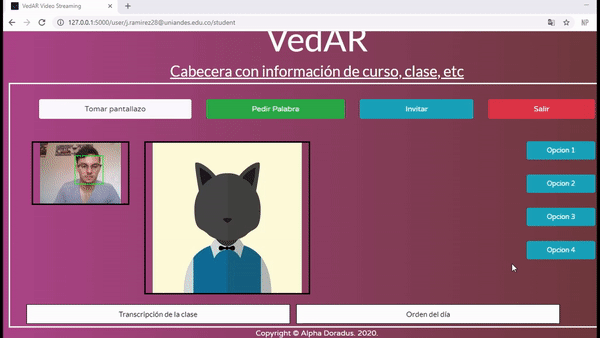 VedAR Video Streaming
127.0.0.1:5000/user/j.ramirez28@uniandes.edu.co/student
NP
VedAR
Cabecera con información de curso, clase, etc
Tomar pantallazo
Pedir Palabra
Invitar
Salir
Opcion 1
Opcion 2
Opcion 3
Opcion 4
Transcripción de la clase
Orden del día
Copyright © Alpha Doradus. 2020.